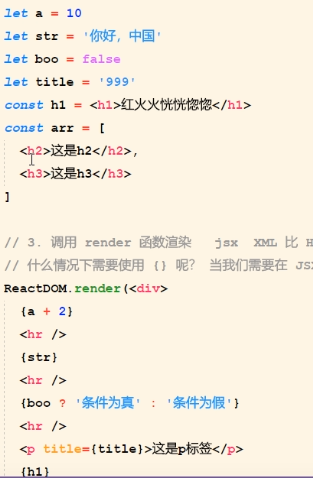 let a = 10
let str = '你好，中国'
let boo = false
let title = '999'
const h1 = <h1>红火火恍恍惚惚</h1>
const arr = [
<h2>这是h2</h2>,
<h3>这是h3</h3>
]
// 3. 调用 render 函数渲染 jsx XML 比 H
// 什么情况下需要使用 {} 呢？ 当我们需要在 JS
ReactDOM.render(<div>
{a + 2}
<hr />
{str}
<hr />
{boo ? '条件为真' : '条件为假'}
<hr />
<p title={title}>这是p标签</p>
{h1}